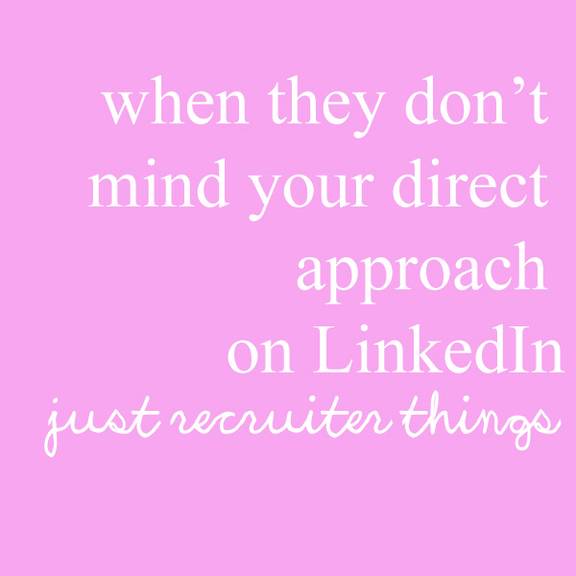 when they don’t
mind your direct
approach
on LinkedIn
just recruiter things